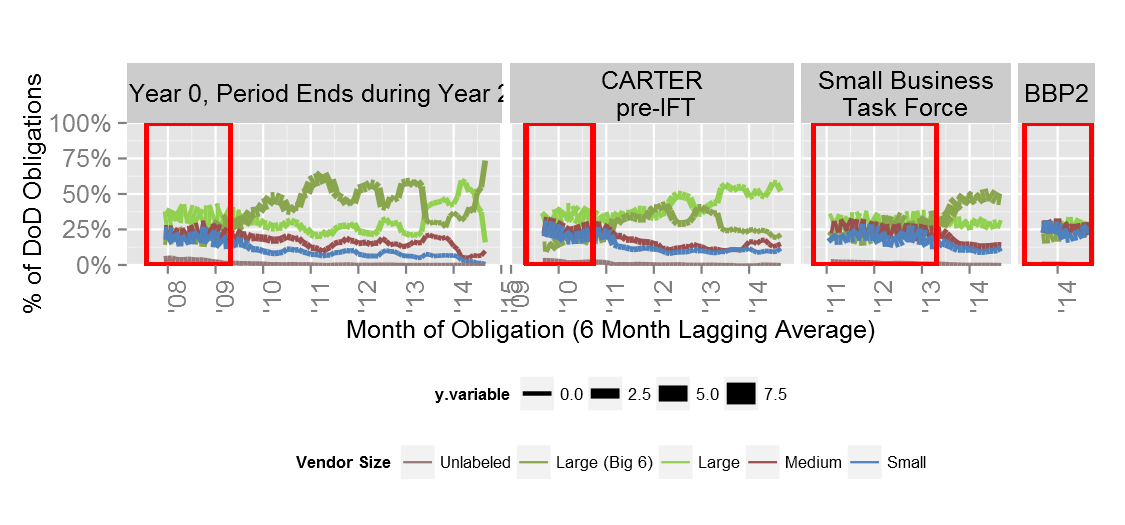 Year 0, Period Ends during Year 2
CARTER
pre-IFT
Small Business
Task Force
BBP2
% of DoD Obligations
100%
75%
50%
25%
0%
'08 '09 '10 '11 '12 '13 '14 '15
'09 '10 '11 '12 '13 '14
'11 '12 '13 '14
'14
Month of Obligation (6 Month Lagging Average)
y.variable 0.0 2.5 5.0 7.5
Vendor Size Unlabeled Large (Big 6) Large Medium Small